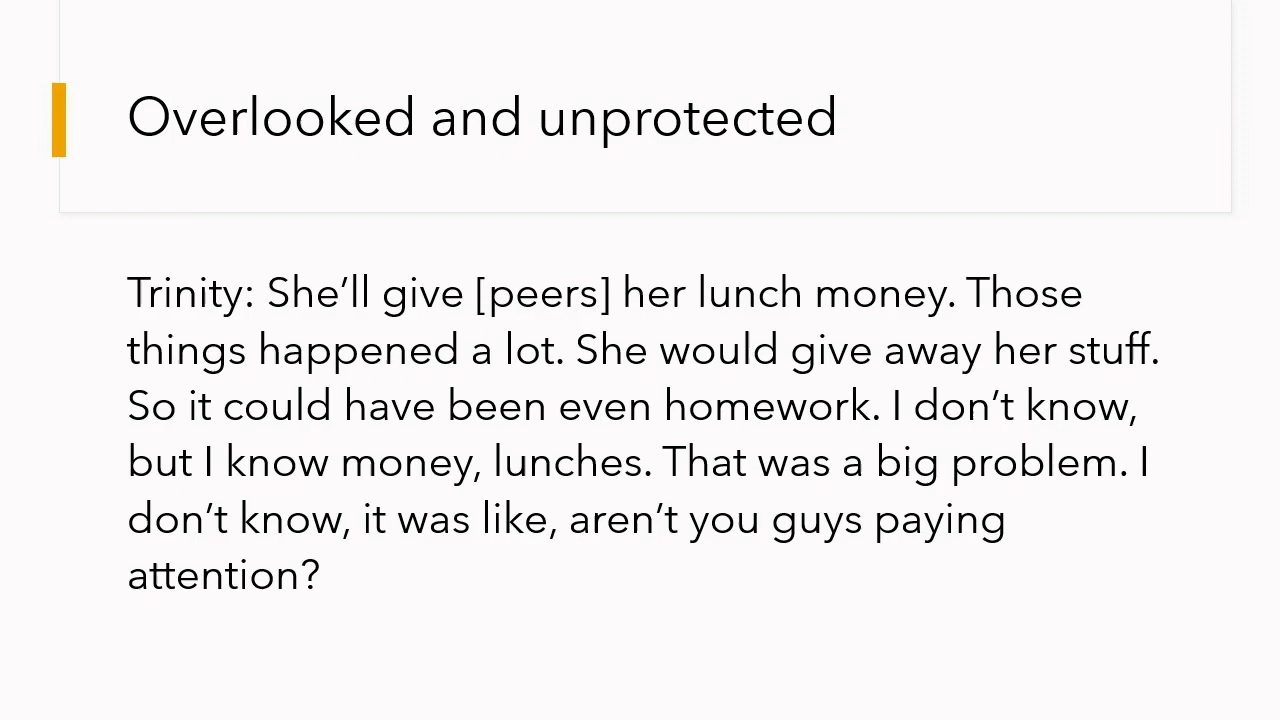 Overlooked and unprotected
Trinity: She’ll give [peers] her lunch money. Those
things happened a lot. She would give away her stuff.
So it could have been even homework. I don’t know,
but I know money, lunches. That was a big problem. I
don’t know, it was like, aren’t you guys paying
attention?